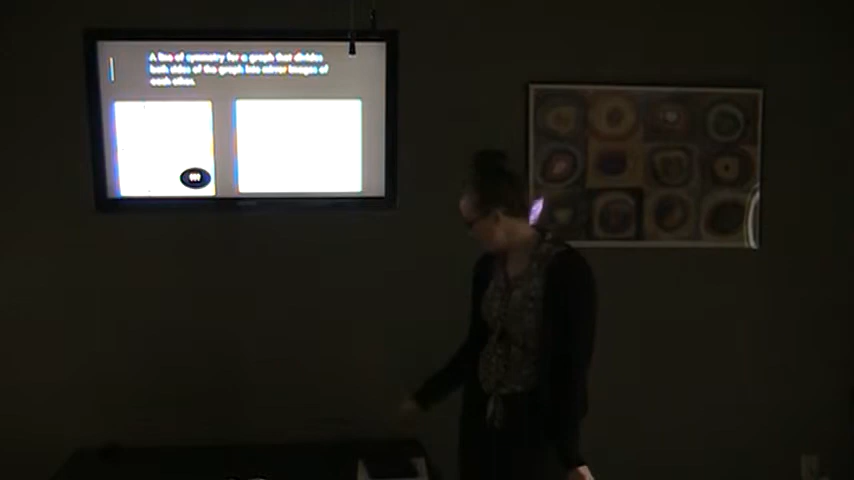 A line of symmetry for a graph that divides
both sides of the graph into mirror images of
each other.